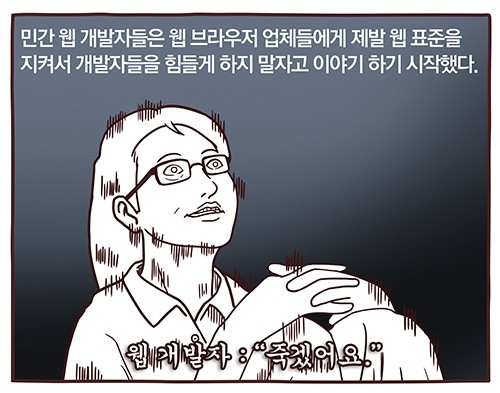 민간 웹 개발자들은 웹 브라우저 업체들에게 제발 웹 표준을
지켜서 개발자들을 힘들게 하지 말자고 이야기 하기 시작했다.
웹 개발자 : “죽겠어요.”